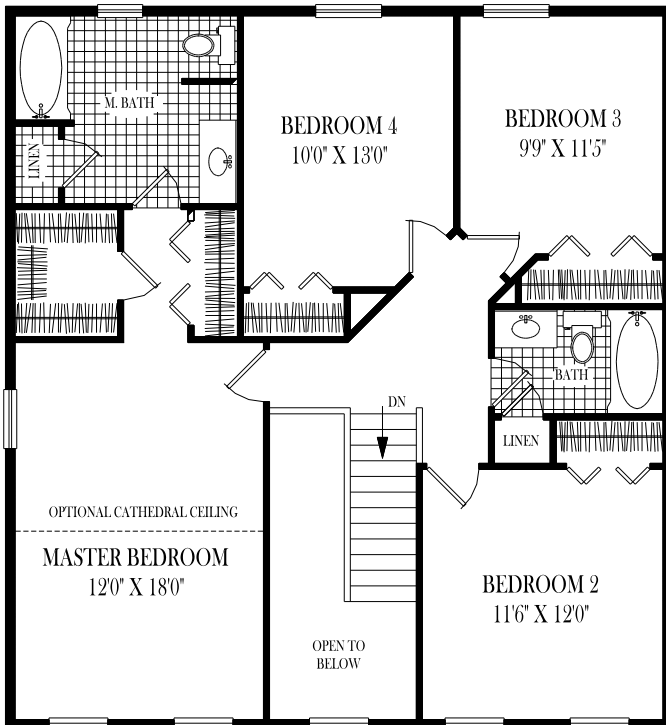 M. BATH
LINEN
BEDROOM 4
10'0" X 13'0"
BEDROOM 3
9'9" X 11'5"
BATH
LINEN
DN
OPTIONAL CATHEDRAL CEILING
MASTER BEDROOM
12'0" X 18'0"
BEDROOM 2
11'6" X 12'0"
OPEN TO
BELOW